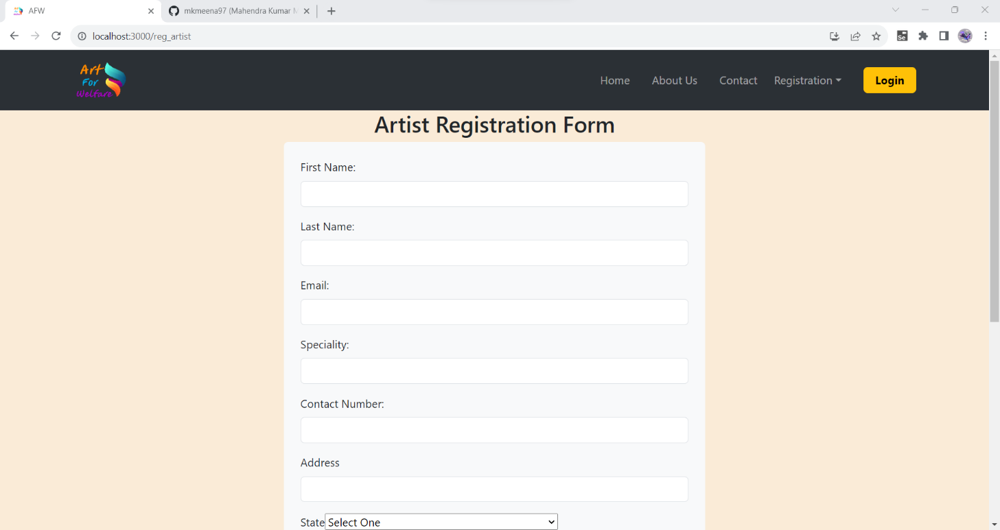 AFW
mkmeena97 (Mahendra Kumar M
localhost:3000/reg_artist
Se
Art
For
Welfare
Home About Us Contact Registration Login
Artist Registration Form
First Name:
Last Name:
Email:
Speciality:
Contact Number:
Address
State Select One